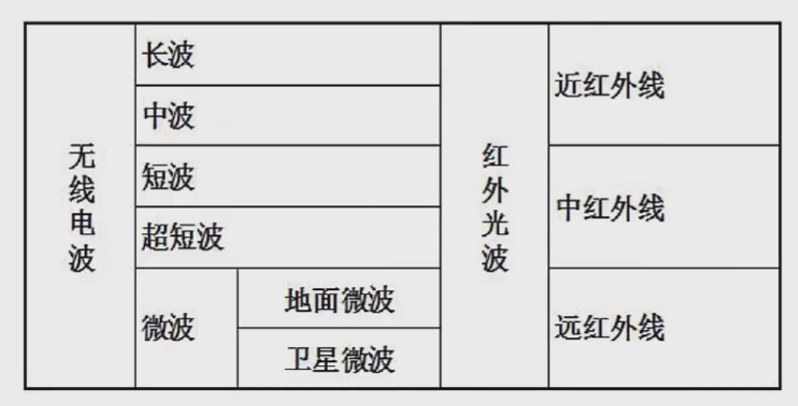 无线电波
长波
中波
短波
超短波
微波
地面微波
卫星微波
红外光波
近红外线
中红外线
远红外线